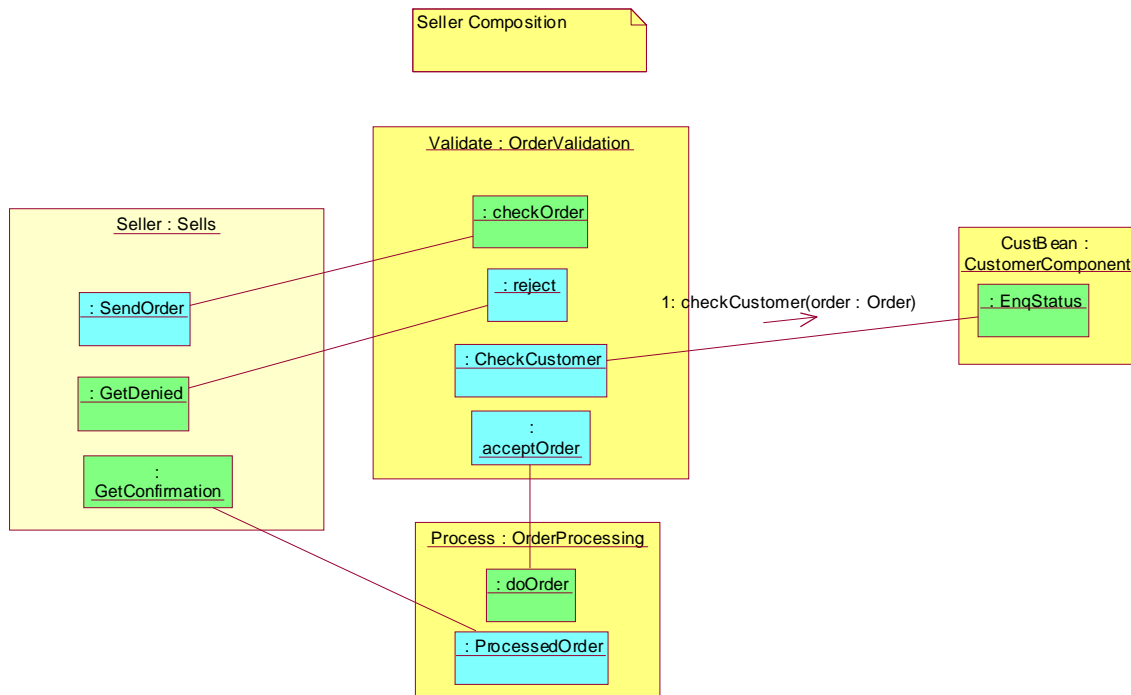 Seller Composition
Validate : OrderValidation
: checkOrder
: reject
: CheckCustomer
:
acceptOrder
Seller : Sells
: SendOrder
: GetDenied
:
GetConfirmation
1: checkCustomer(order : Order)
CustBean :
CustomerComponent
: EnqStatus
Process : OrderProcessing
: doOrder
: ProcessedOrder